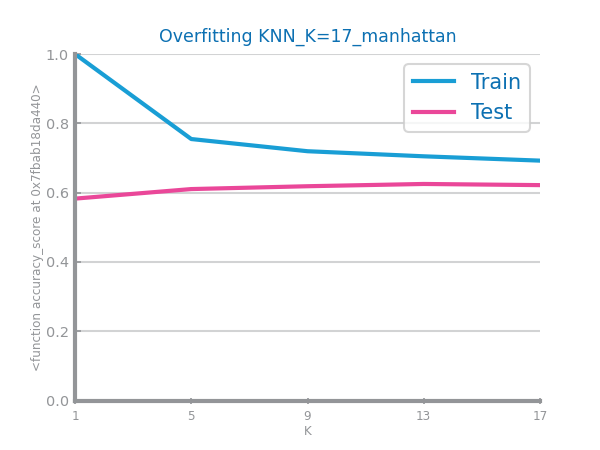 Overfitting KNN_K=17_manhattan
Train
Test
<function accuracy_score at 0x7fbab18da440>
1.0
0.8
0.6
0.4
0.2
0.0
1 5 9 13 17
K